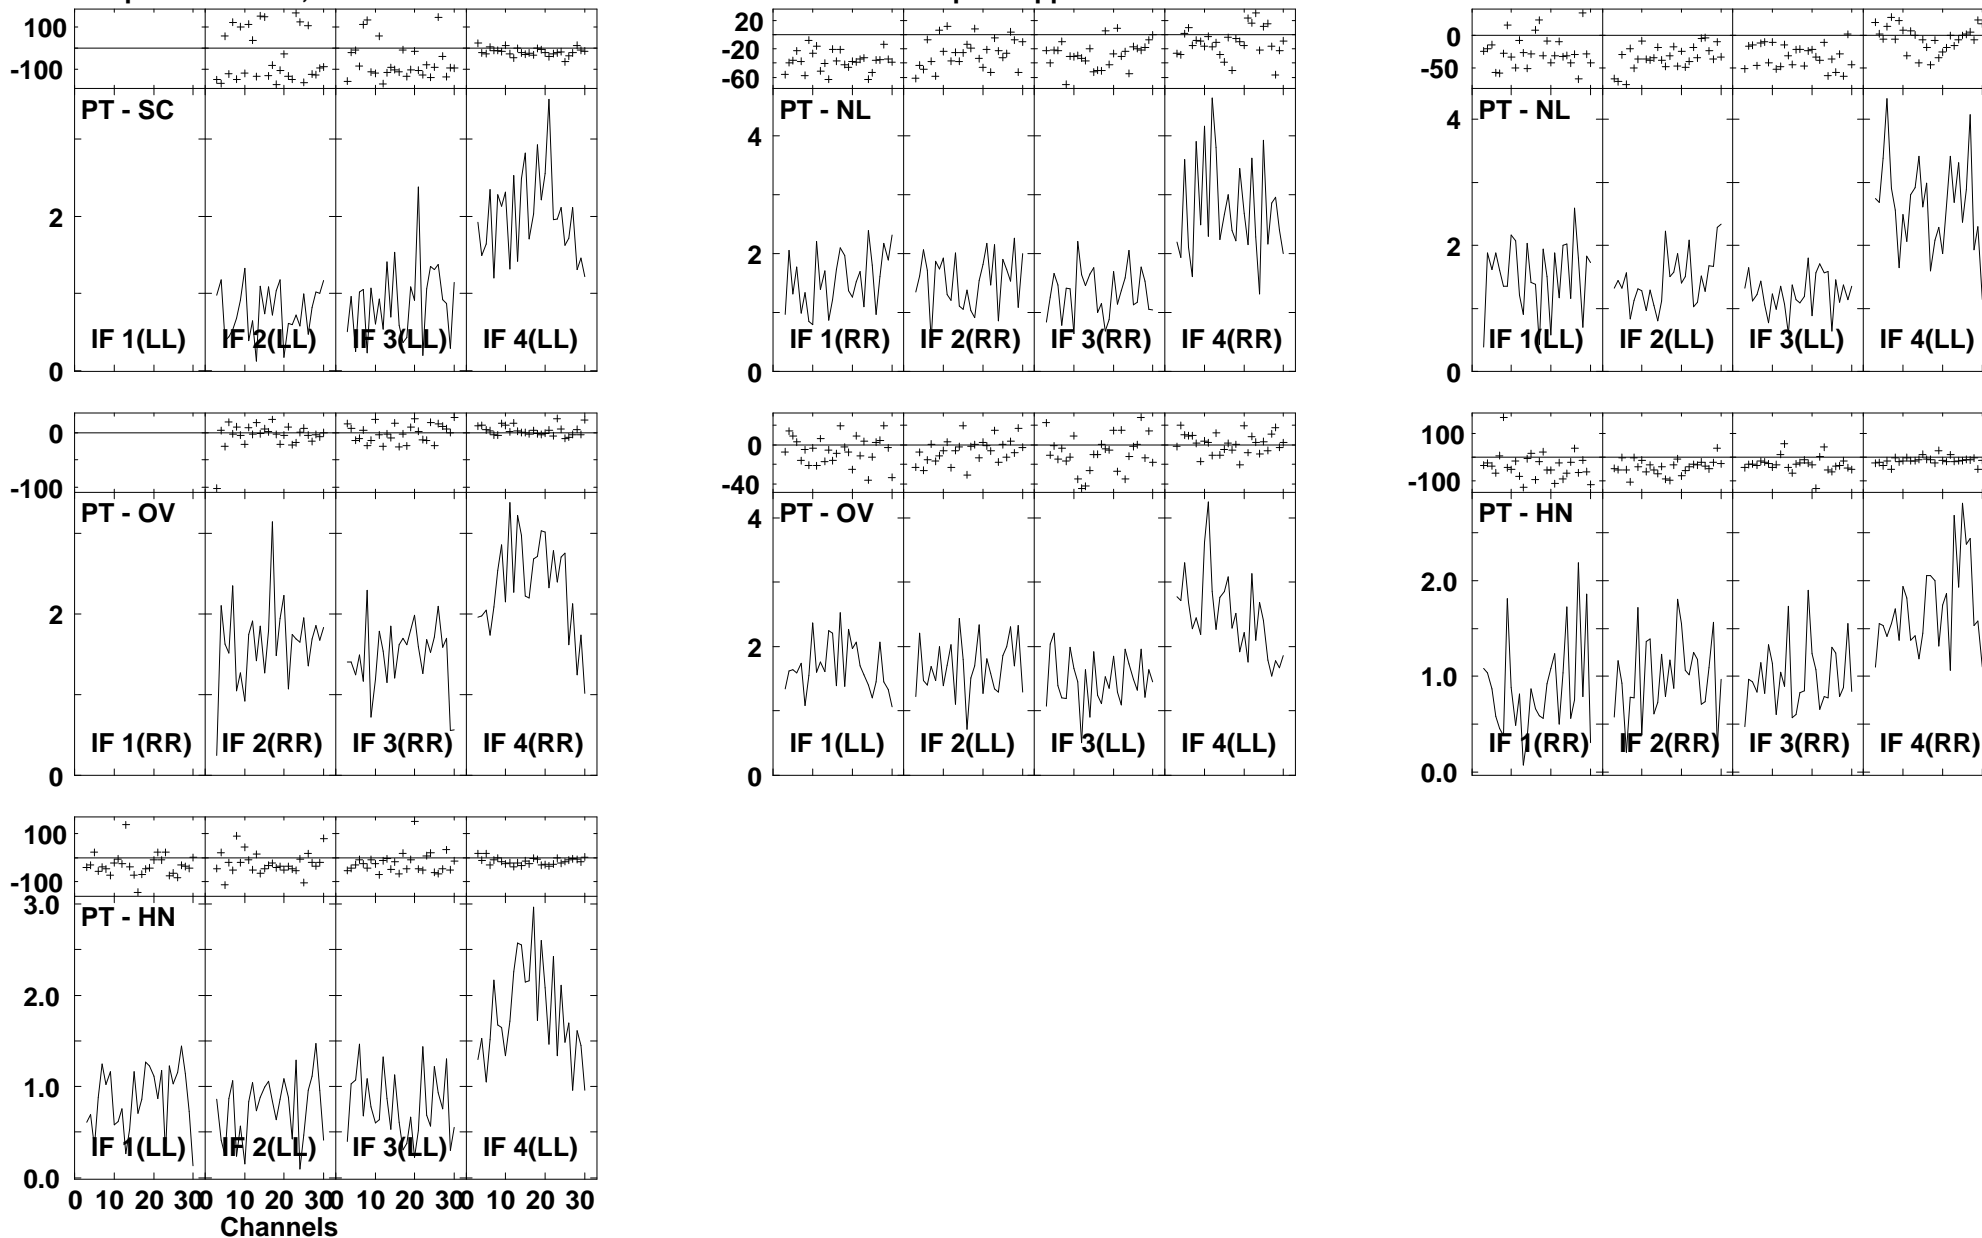 100
-100
PT - SC
2
0
IF 1(LL) IF 2(LL) IF 3(LL) IF 4(LL)
20
-20
-60
PT - NL
4
2
0
IF 1(RR) IF 2(RR) IF 3(RR) IF 4(RR)
0
-50
PT - NL
4
2
0
IF 1(LL) IF 2(LL) IF 3(LL) IF 4(LL)
0
-100
PT - OV
2
0
IF 1(RR) IF 2(RR) IF 3(RR) IF 4(RR)
0
-40
PT - OV
4
2
0
IF 1(LL) IF 2(LL) IF 3(LL) IF 4(LL)
100
-100
PT - HN
2.0
1.0
0.0
IF 1(RR) IF 2(RR) IF 3(RR) IF 4(RR)
100
-100
3.0
PT - HN
2.0
1.0
0.0
IF 1(LL) IF 2(LL) IF 3(LL) IF 4(LL)
0 10 20 30 0 10 20 30 0 10 20 30 0 10 20 30
Channels